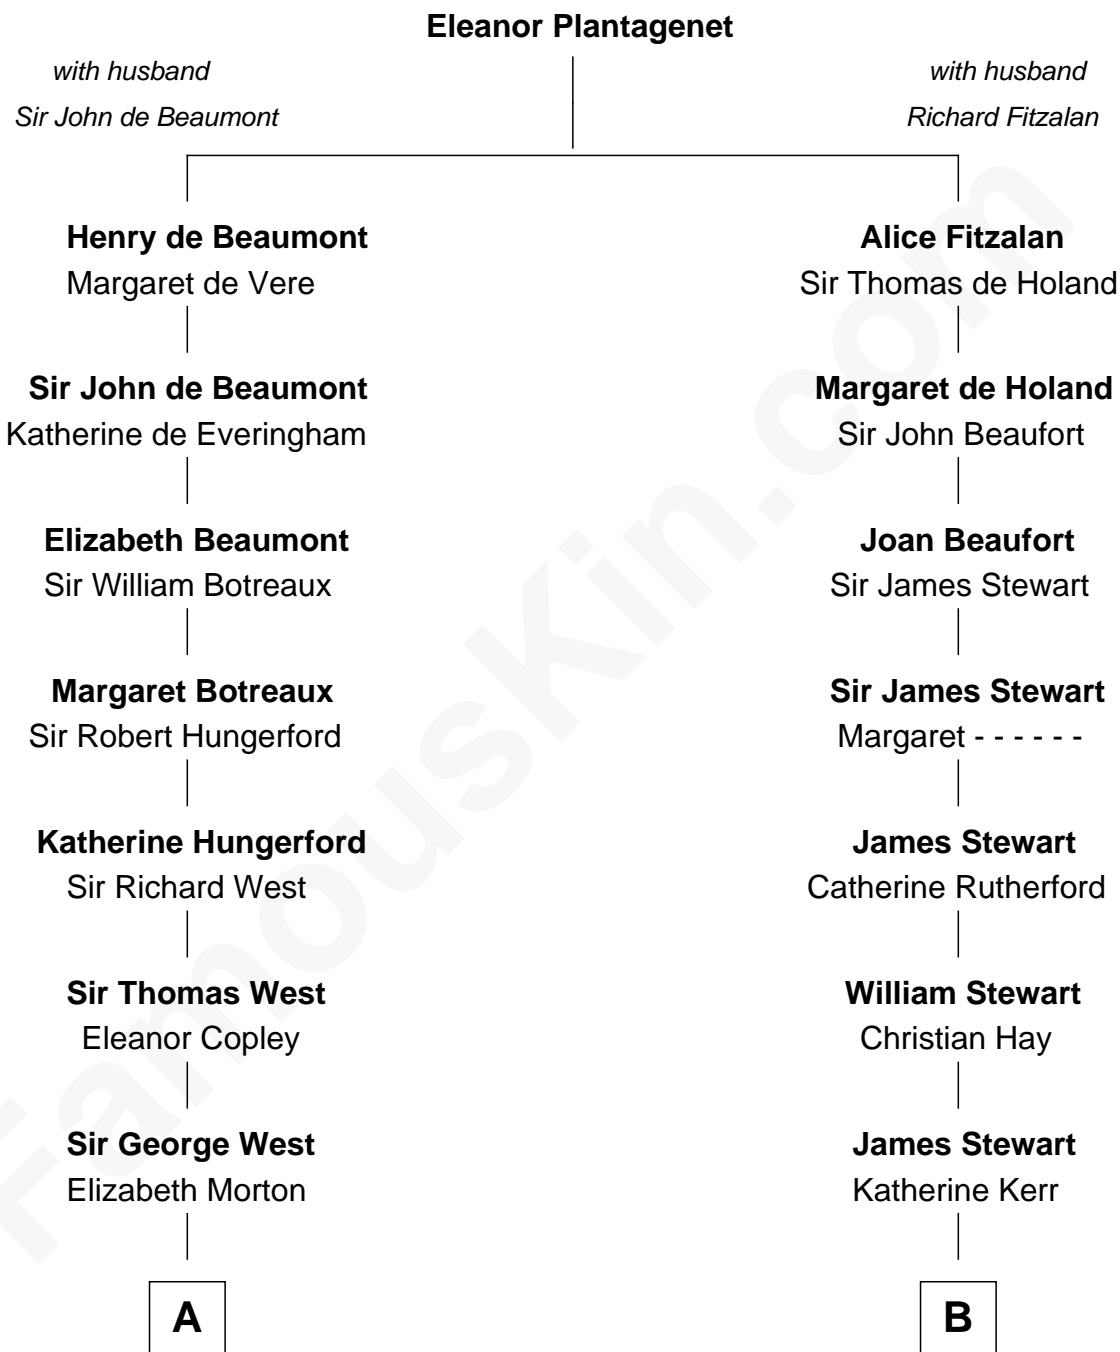 Eleanor Plantagenet
with husband
Sir John de Beaumont
with husband
Richard Fitzalan
Henry de Beaumont
Margaret de Vere
Alice Fitzalan
Sir Thomas de Holand
Sir John de Beaumont
Katherine de Everingham
Margaret de Holand
Sir John Beaufort
Elizabeth Beaumont
Sir William Botreaux
Joan Beaufort
Sir James Stewart
Margaret Botreaux
Sir Robert Hungerford
Sir James Stewart
Margaret - - - - - -
Katherine Hungerford
Sir Richard West
James Stewart
Catherine Rutherford
Sir Thomas West
Eleanor Copley
William Stewart
Christian Hay
Sir George West
Elizabeth Morton
James Stewart
Katherine Kerr
A
B
FamousKin.com